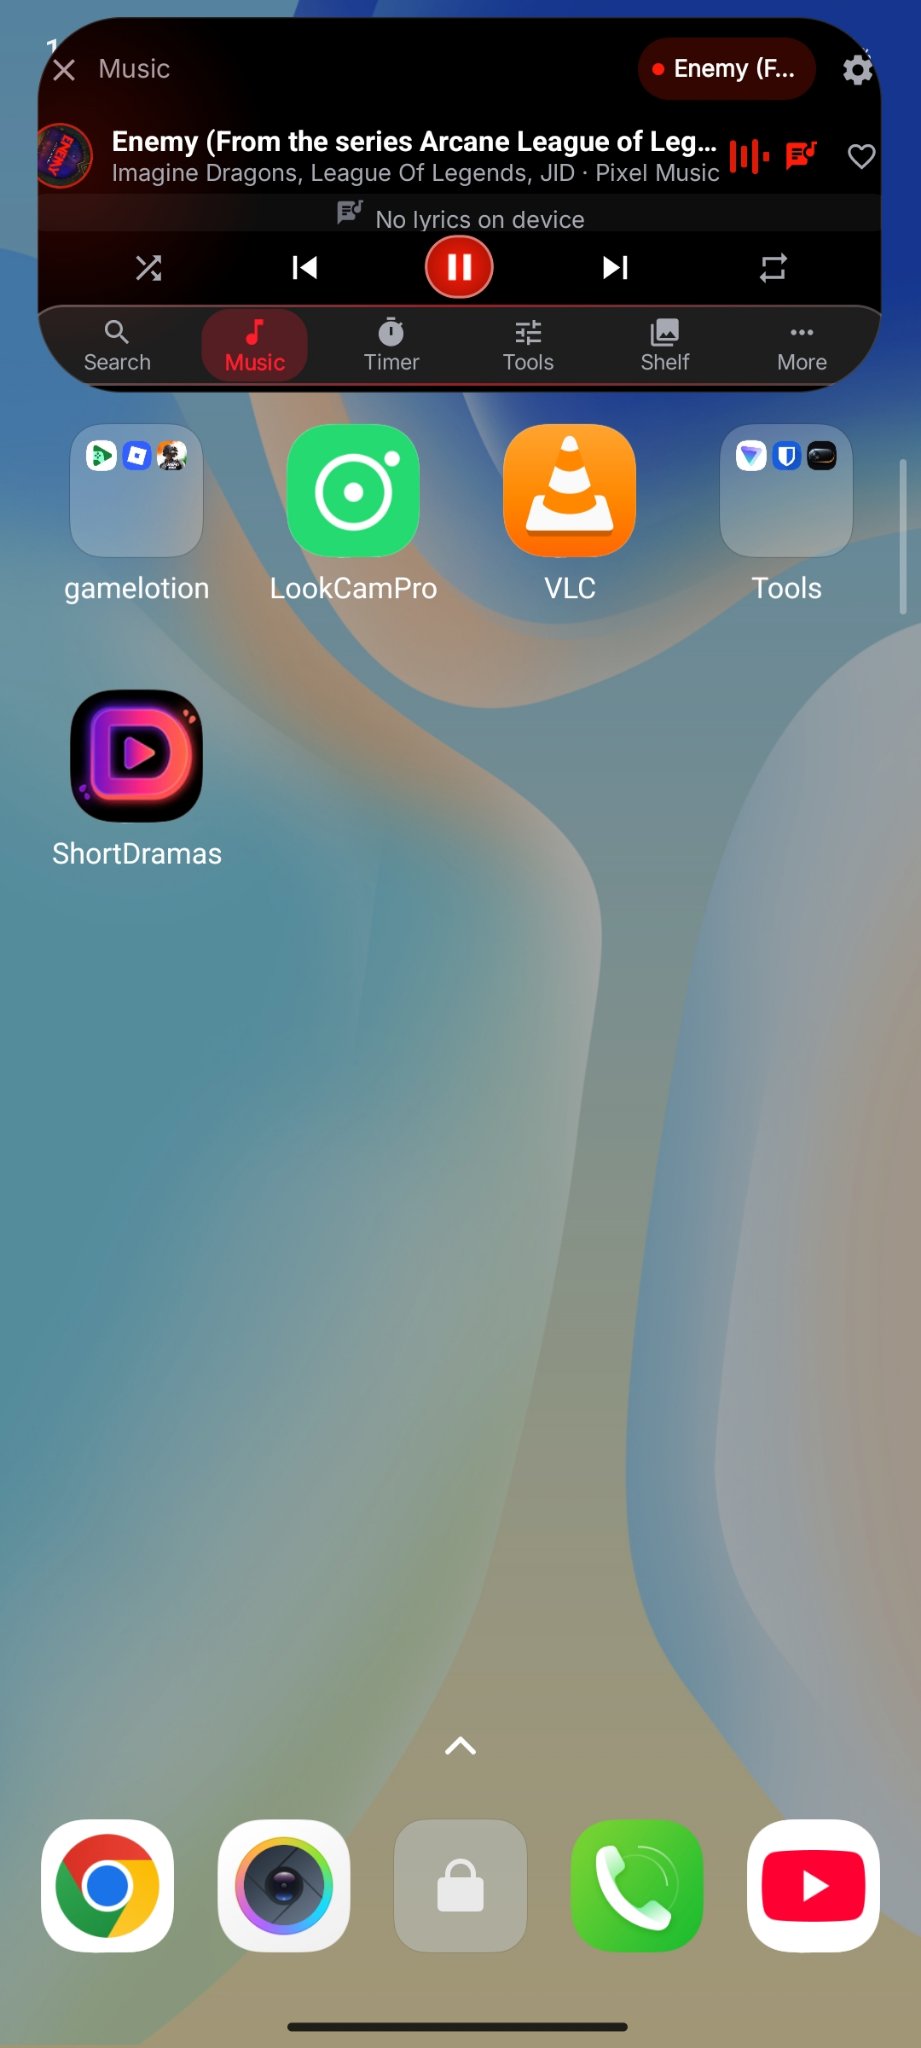 1
Music
Enemy (F...
Enemy (From the series Arcane League of Leg...
Imagine Dragons, League Of Legends, JID · Pixel Music
No lyrics on device
Search
Music
Timer
Tools
Shelf
More
gamelotion
LookCamPro
VLC
Tools
ShortDramas